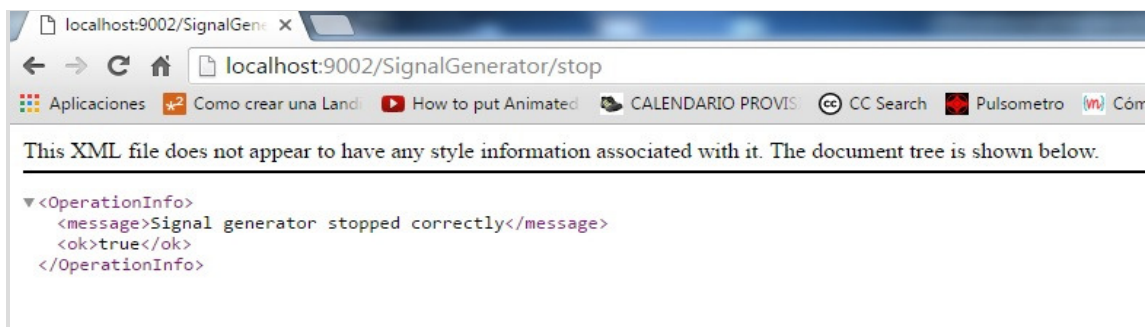 localhost:9002/SignalGene
localhost:9002/SignalGenerator/stop
Aplicaciones Como crear una Landi How to put Animated CALENDARIO PROVIS CC Search Pulsometro Cóm
This XML file does not appear to have any style information associated with it. The document tree is shown below.
<OperationInfo>
<message>Signal generator stopped correctly</message>
<ok>true</ok>
</OperationInfo>